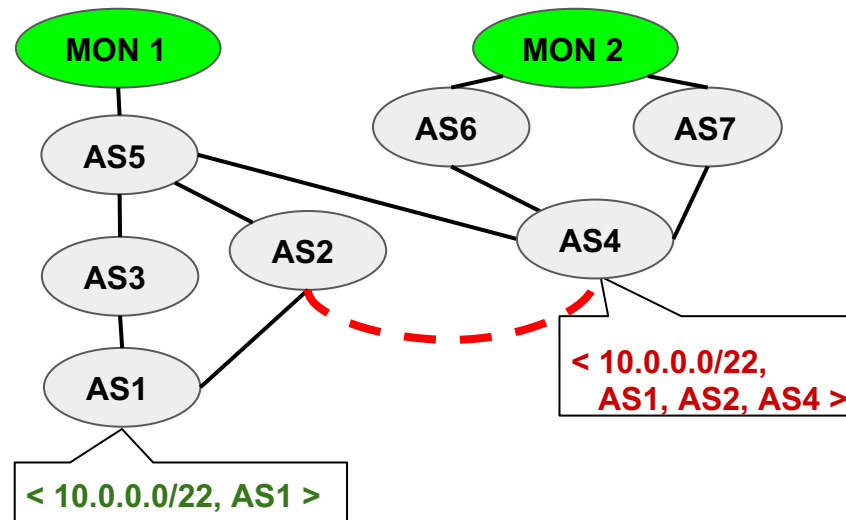 MON 1
MON 2
AS6
AS7
AS5
AS2
AS4
AS3
AS1
< 10.0.0.0/22,
AS1, AS2, AS4 >
< 10.0.0.0/22, AS1 >